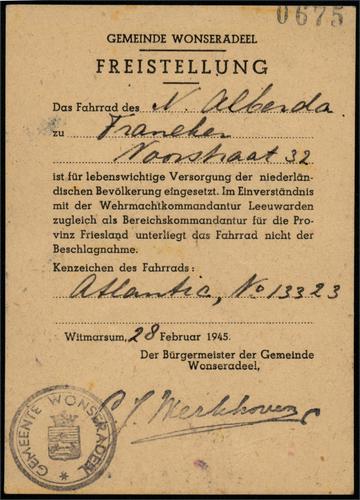 0675
GEMEINDE WONSERADEEL
FREISTELLUNG
Das Fahrrad des N. Alberda
zu Franeker
Voorstraat 32
ist für lebenswichtige Versorgung der niederlän-
dischen Bevölkerung eingesetzt. Im Einverständnis
mit der Wehrmachtkommandantur Leeuwarden
zugleich als Bereichskommandantur für die Pro-
vinz Friesland unterliegt das Fahrrad nicht der
Beschlagnahme.
Kenzeichen des Fahrrads:
Atlantic, No 13323
Witmarsum, 28 Februar 1945.
Der Bürgermeister der Gemeinde
Wonseradeel,
GEMEENTE WONSERADEEL